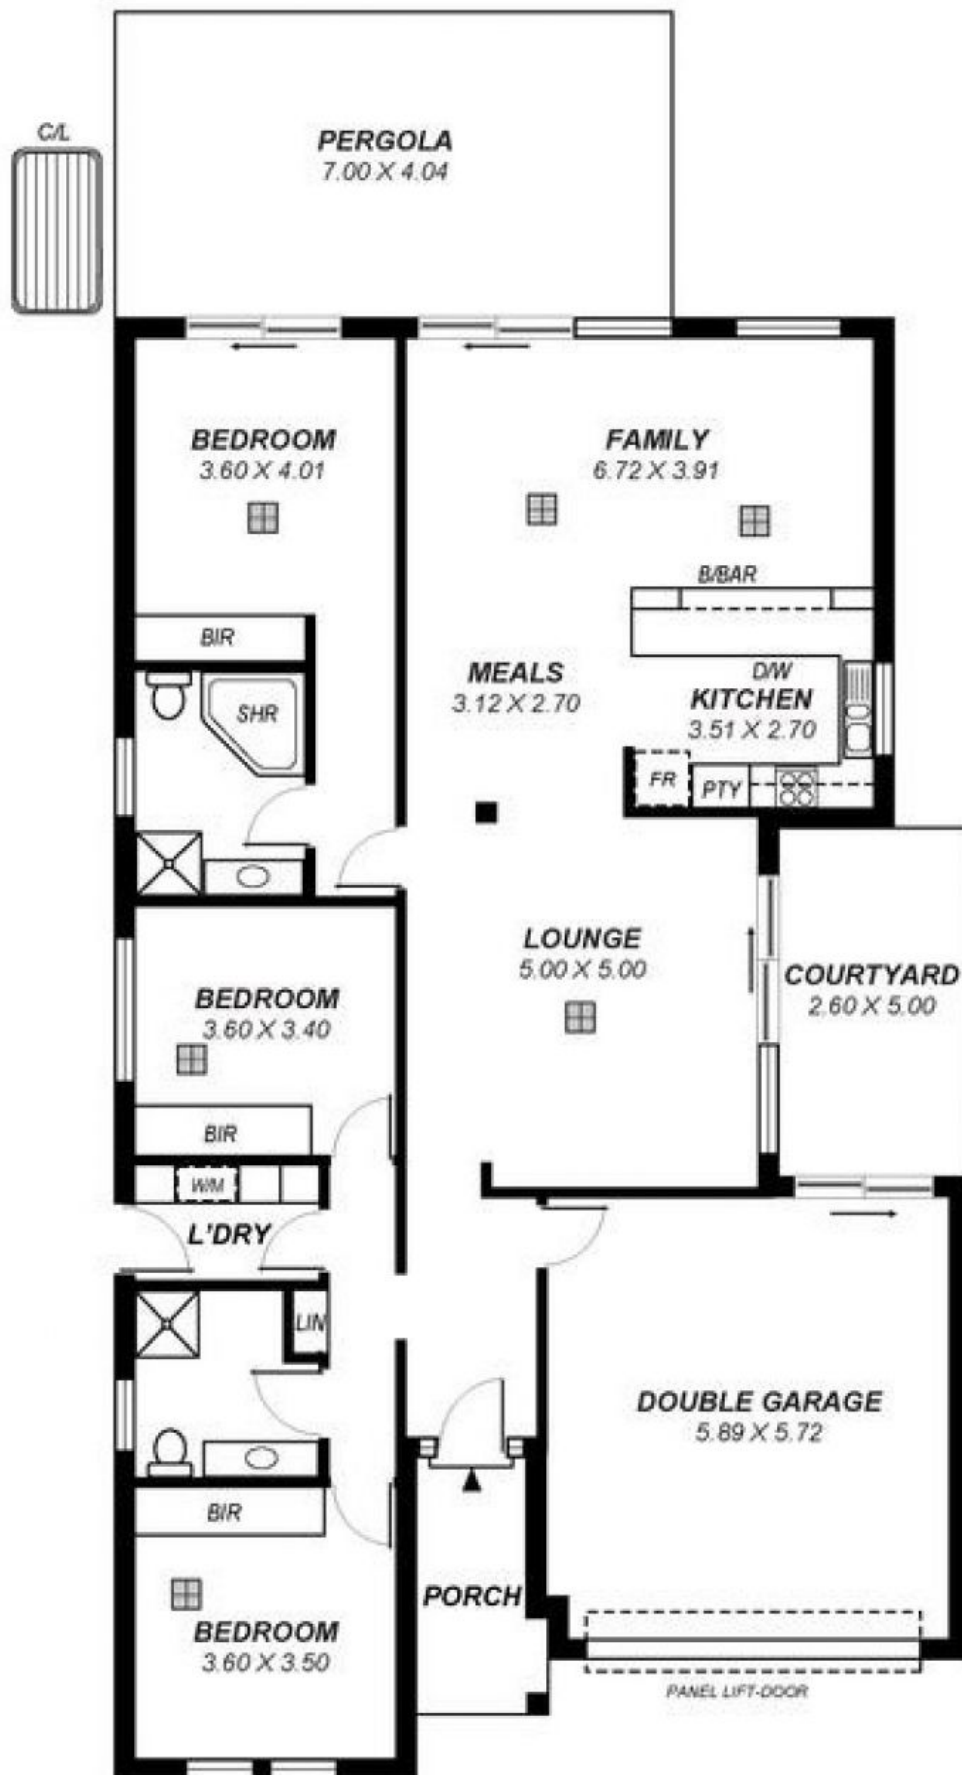 C/L
PERGOLA
7.00 X 4.04
BEDROOM
3.60 X 4.01
FAMILY
6.72 X 3.91
B/BAR
BIR
MEALS
3.12 X 2.70
D/W
KITCHEN
3.51 X 2.70
SHR
FR
PTY
LOUNGE
5.00 X 5.00
COURTYARD
2.60 X 5.00
BEDROOM
3.60 X 3.40
BIR
W/M
L'DRY
LIN
DOUBLE GARAGE
5.89 X 5.72
BIR
PORCH
BEDROOM
3.60 X 3.50
PANEL LIFT-DOOR